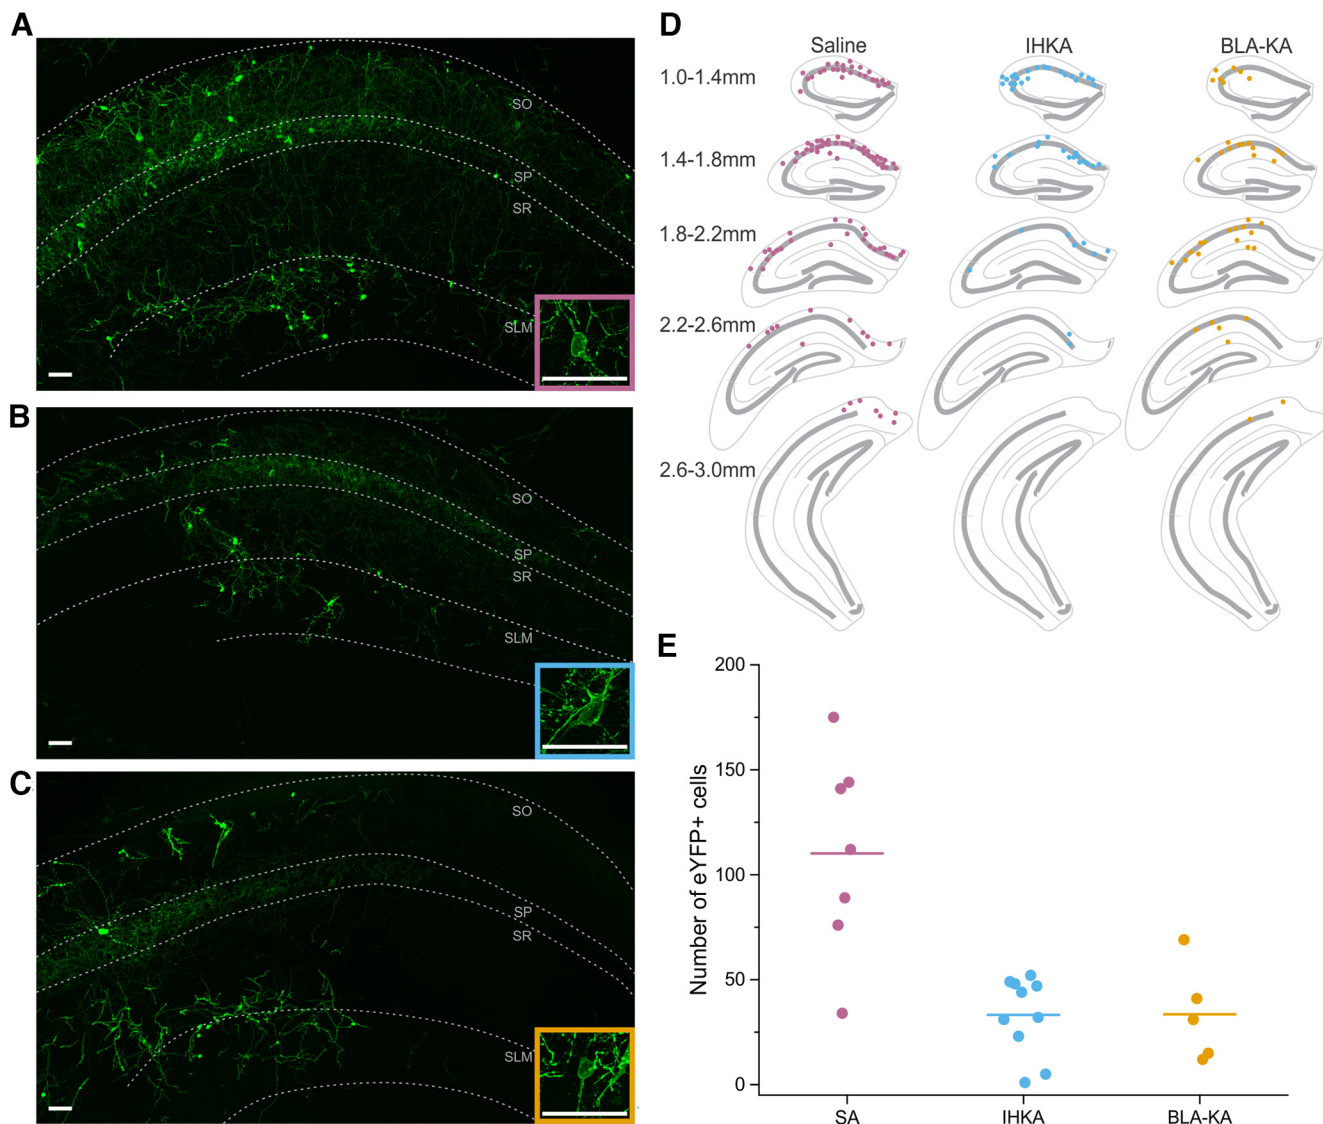 A
SO
SP
SR
SLM
B
SO
SP
SR
SLM
C
SO
SP
SR
SLM
D
Saline IHKA BLA-KA
1.0-1.4mm
1.4-1.8mm
1.8-2.2mm
2.2-2.6mm
2.6-3.0mm
E
Number of eYFP+ cells
200
150
100
50
0
SA IHKA BLA-KA